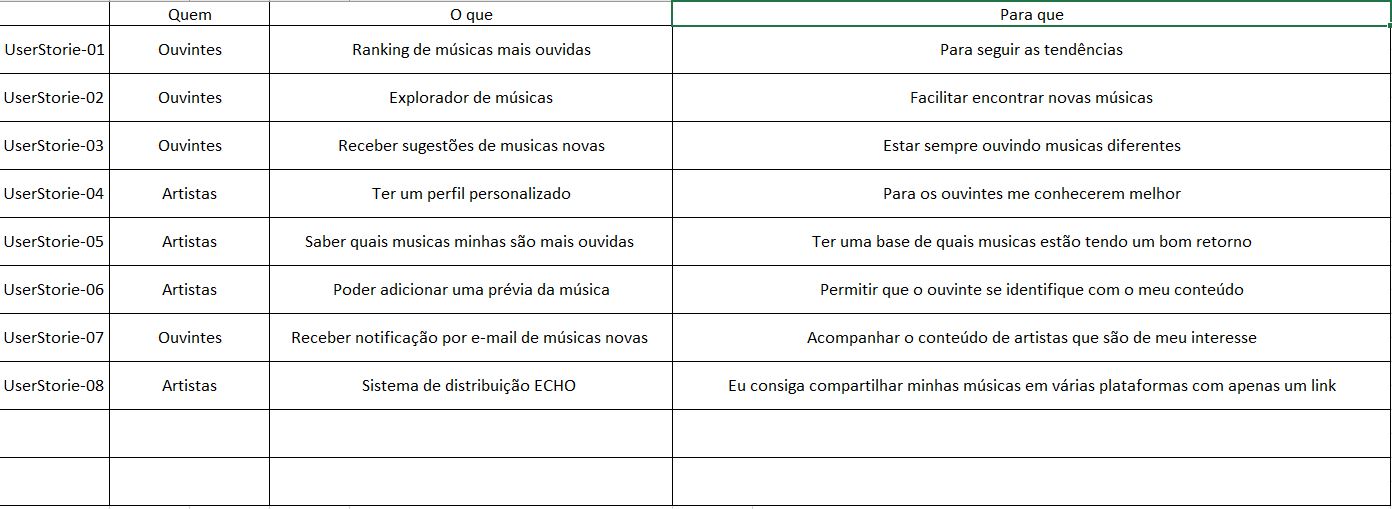 Quem O que Para que
UserStorie-01 Ouvintes Ranking de músicas mais ouvidas Para seguir as tendências
UserStorie-02 Ouvintes Explorador de músicas Facilitar encontrar novas músicas
UserStorie-03 Ouvintes Receber sugestões de musicas novas Estar sempre ouvindo musicas diferentes
UserStorie-04 Artistas Ter um perfil personalizado Para os ouvintes me conhecerem melhor
UserStorie-05 Artistas Saber quais musicas minhas são mais ouvidas Ter uma base de quais musicas estão tendo um bom retorno
UserStorie-06 Artistas Poder adicionar uma prévia da música Permitir que o ouvinte se identifique com o meu conteúdo
UserStorie-07 Ouvintes Receber notificação por e-mail de músicas novas Acompanhar o conteúdo de artistas que são de meu interesse
UserStorie-08 Artistas Sistema de distribuição ECHO Eu consiga compartilhar minhas músicas em várias plataformas com apenas um link